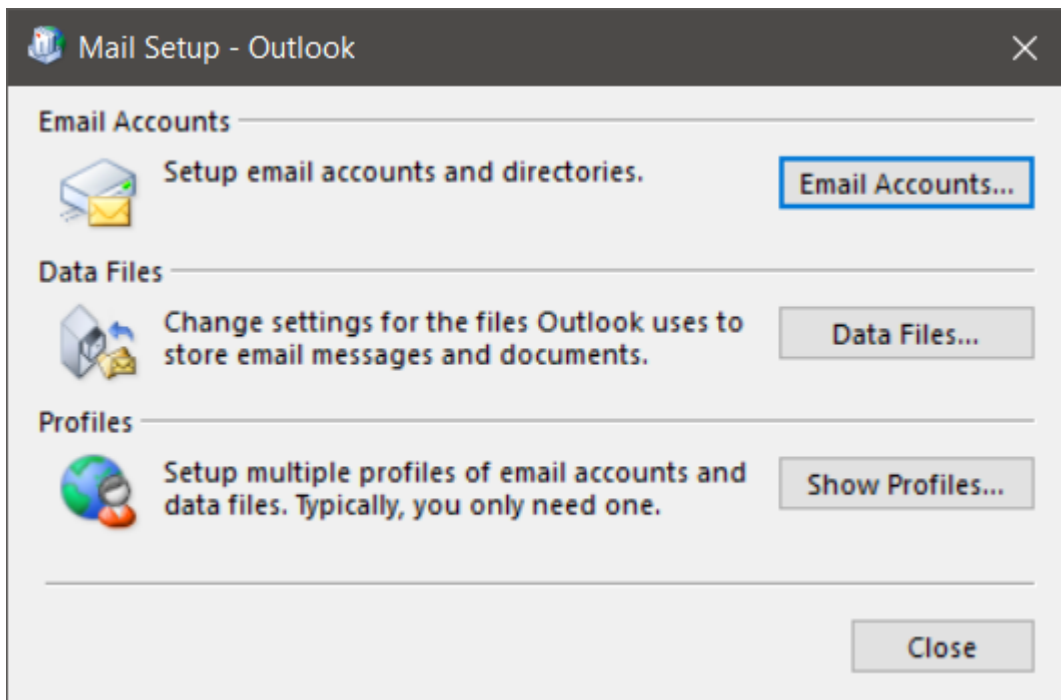 Mail Setup - Outlook
Email Accounts
Setup email accounts and directories.
Email Accounts...
Data Files
Change settings for the files Outlook uses to
store email messages and documents.
Data Files...
Profiles
Setup multiple profiles of email accounts and
data files. Typically, you only need one.
Show Profiles...
Close